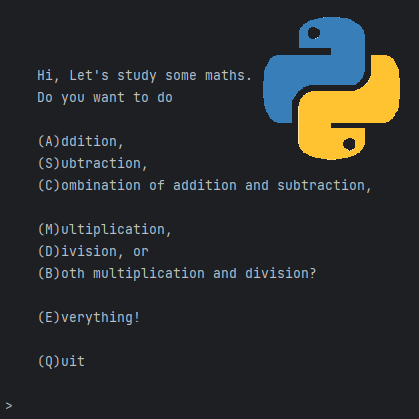 Hi, Let's study some maths.
Do you want to do
(A)ddition,
(S)ubtraction,
(C)ombination of addition and subtraction,
(M)ultiplication,
(D)ivision, or
(B)oth multiplication and division?
(E)verything!
(Q)uit
>